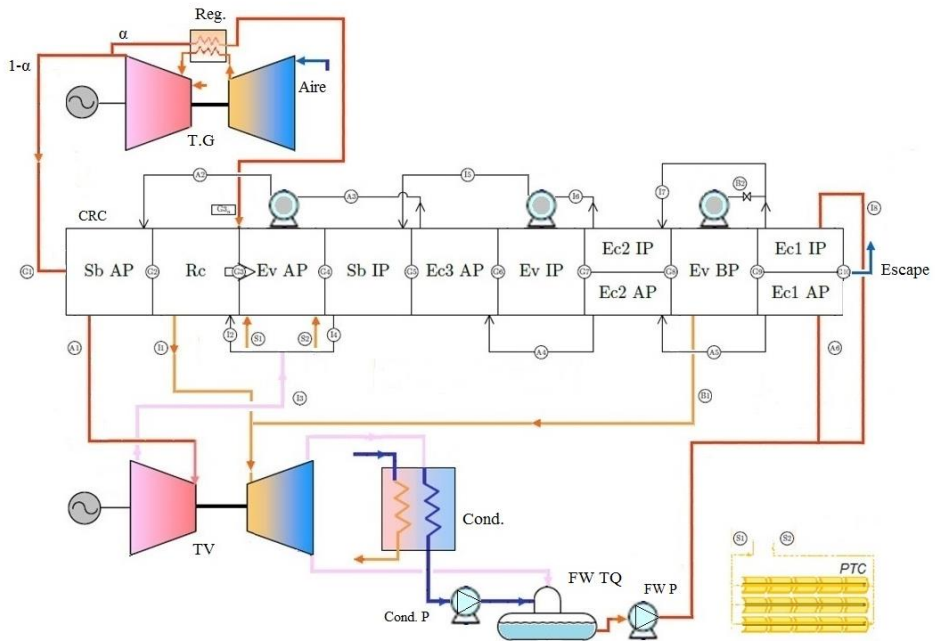 Reg.
α
1-α
Aire
T.G
A2
A3
I5
I6
I7
B2
I8
CRC
G1
Sb AP
G2
Rc
G3
Ev AP
G4
Sb IP
G5
Ec3 AP
G6
Ev IP
G7
Ec2 IP
Ec2 AP
G8
Ev BP
G9
Ec1 IP
Ec1 AP
G10
Escape
A1
I1
I2
S1
S2
I4
A4
A5
A6
I3
B1
TV
Cond.
Cond. P
FW TQ
FW P
S1
S2
PTC